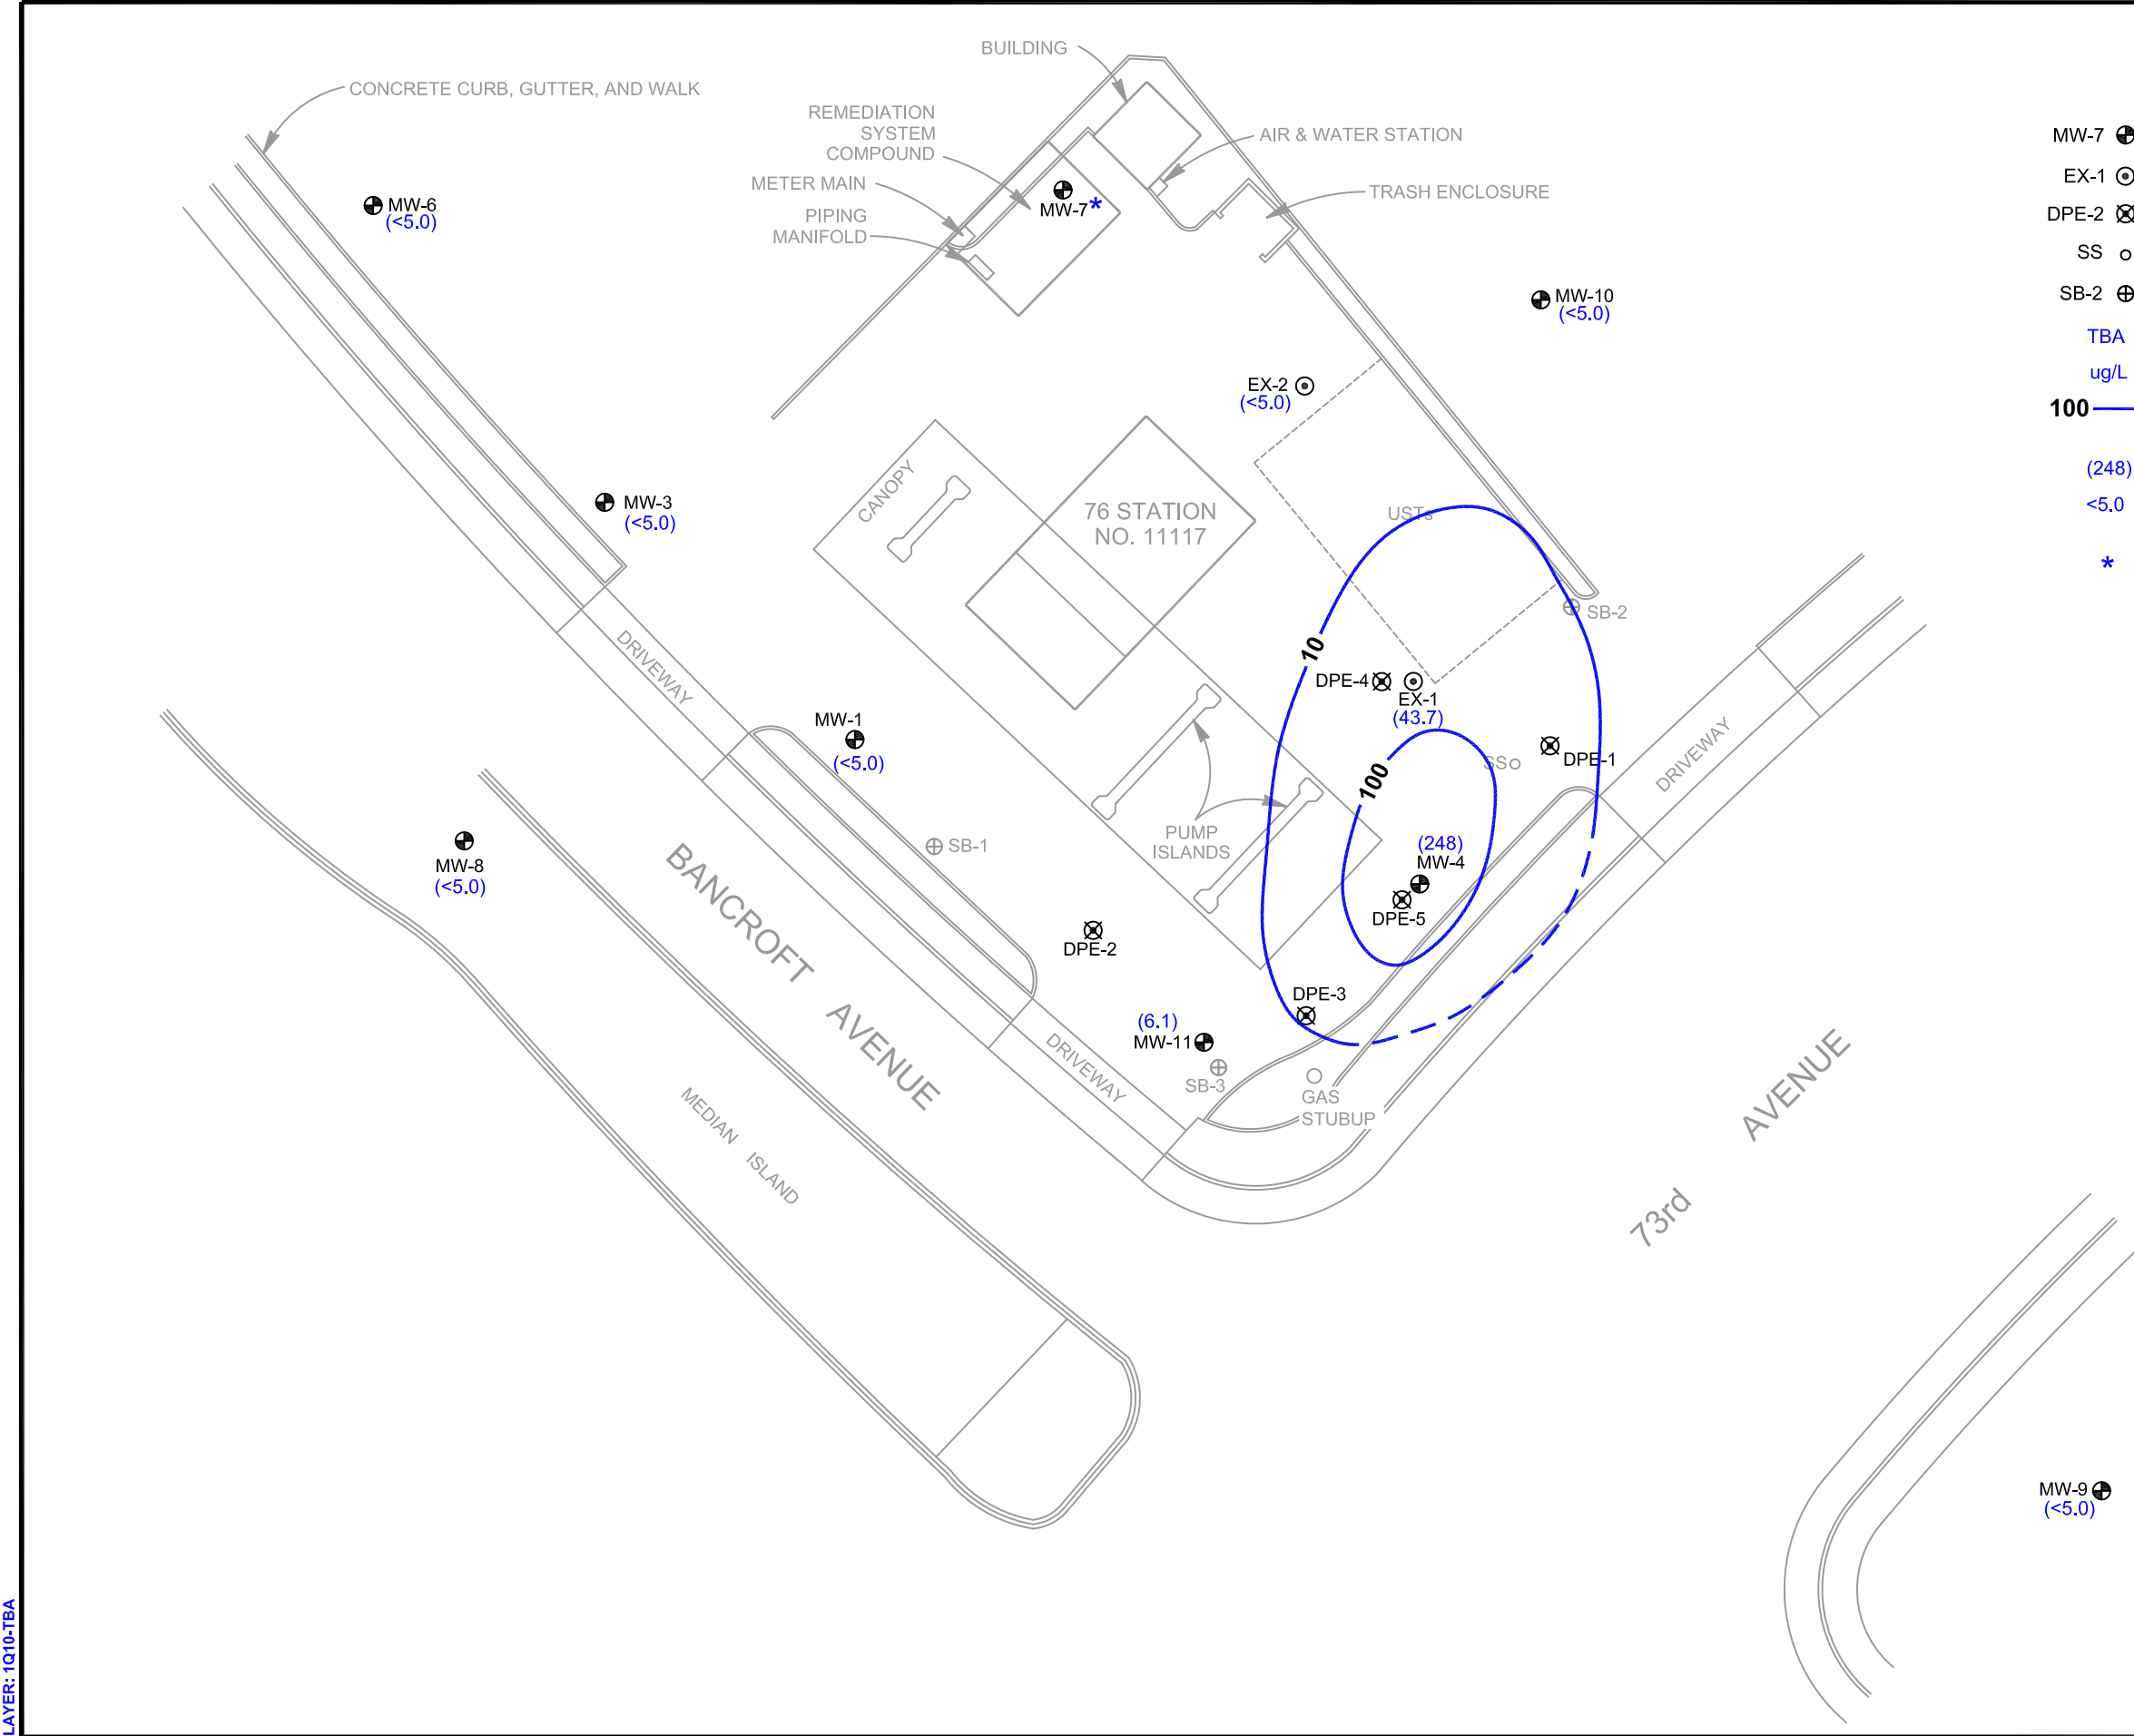 BUILDING
CONCRETE CURB, GUTTER, AND WALK
REMEDIATION
SYSTEM
COMPOUND
AIR & WATER STATION
METER MAIN
TRASH ENCLOSURE
PIPING
MANIFOLD
MW-6
(<5.0)
MW-7*
MW-10
(<5.0)
EX-2
(<5.0)
MW-3
(<5.0)
CANOPY
76 STATION
NO. 11117
USTs
SB-2
DRIVEWAY
10
DPE-4
EX-1
(43.7)
MW-1
(<5.0)
100
SS
DPE-1
DRIVEWAY
PUMP
ISLANDS
(248)
MW-4
DPE-5
SB-1
MW-8
(<5.0)
DPE-2
BANCROFT AVENUE
DPE-3
(6.1)
MW-11
SB-3
DRIVEWAY
GAS
STUBUP
MEDIAN ISLAND
73rd AVENUE
MW-9
(<5.0)
MW-7
EX-1
DPE-2
SS
SB-2
TBA
ug/L
100
(248)
<5.0
*
LAYER: 1Q10-TBA